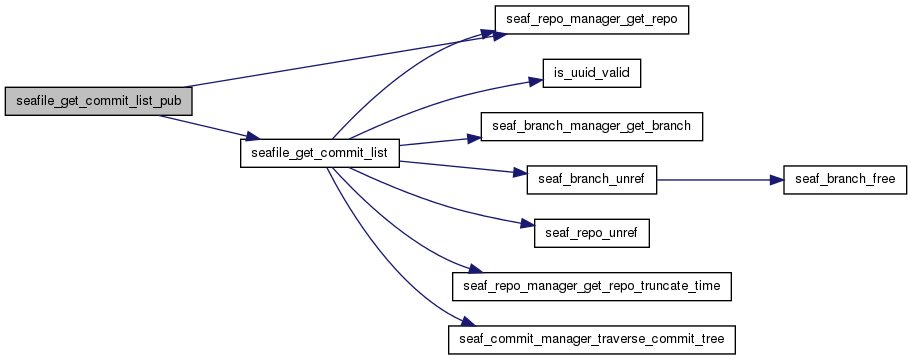 seaf_repo_manager_get_repo
is_uuid_valid
seafile_get_commit_list_pub
seaf_branch_manager_get_branch
seafile_get_commit_list
seaf_branch_unref
seaf_branch_free
seaf_repo_unref
seaf_repo_manager_get_repo_truncate_time
seaf_commit_manager_traverse_commit_tree